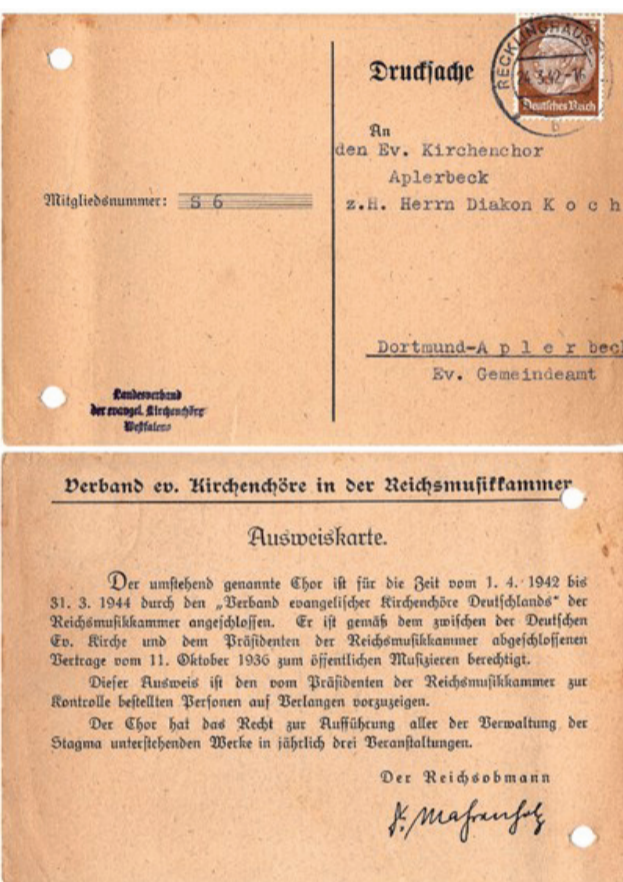 Drucksache
RECKLINGHAUS
24.3.42-16
b
Deutsches Reich
An
den Ev. Kirchenchor
Aplerbeck
z.H. Herrn Diakon K o c h
Mitgliedsnummer: S 6
Dortmund-A p l e r beck
Ev. Gemeindeamt
Landesverband
der evangel. Kirchenchöre
Westfalens
Verband ev. Kirchenchöre in der Reichsmusikkammer
Ausweiskarte.
Der umstehend genannte Chor ist für die Zeit vom 1. 4. 1942 bis
31. 3. 1944 durch den „Verband evangelischer Kirchenchöre Deutschlands“ der
Reichsmusikkammer angeschlossen. Er ist gemäß dem zwischen der Deutschen
Ev. Kirche und dem Präsidenten der Reichsmusikkammer abgeschlossenen
Vertrage vom 11. Oktober 1936 zum öffentlichen Musizieren berechtigt.
Dieser Ausweis ist den vom Präsidenten der Reichsmusikkammer zur
Kontrolle bestellten Personen auf Verlangen vorzuzeigen.
Der Chor hat das Recht zur Aufführung aller der Verwaltung der
Stagma unterstehenden Werke in jährlich drei Veranstaltungen.
Der Reichsobmann
D. Mahrenholz